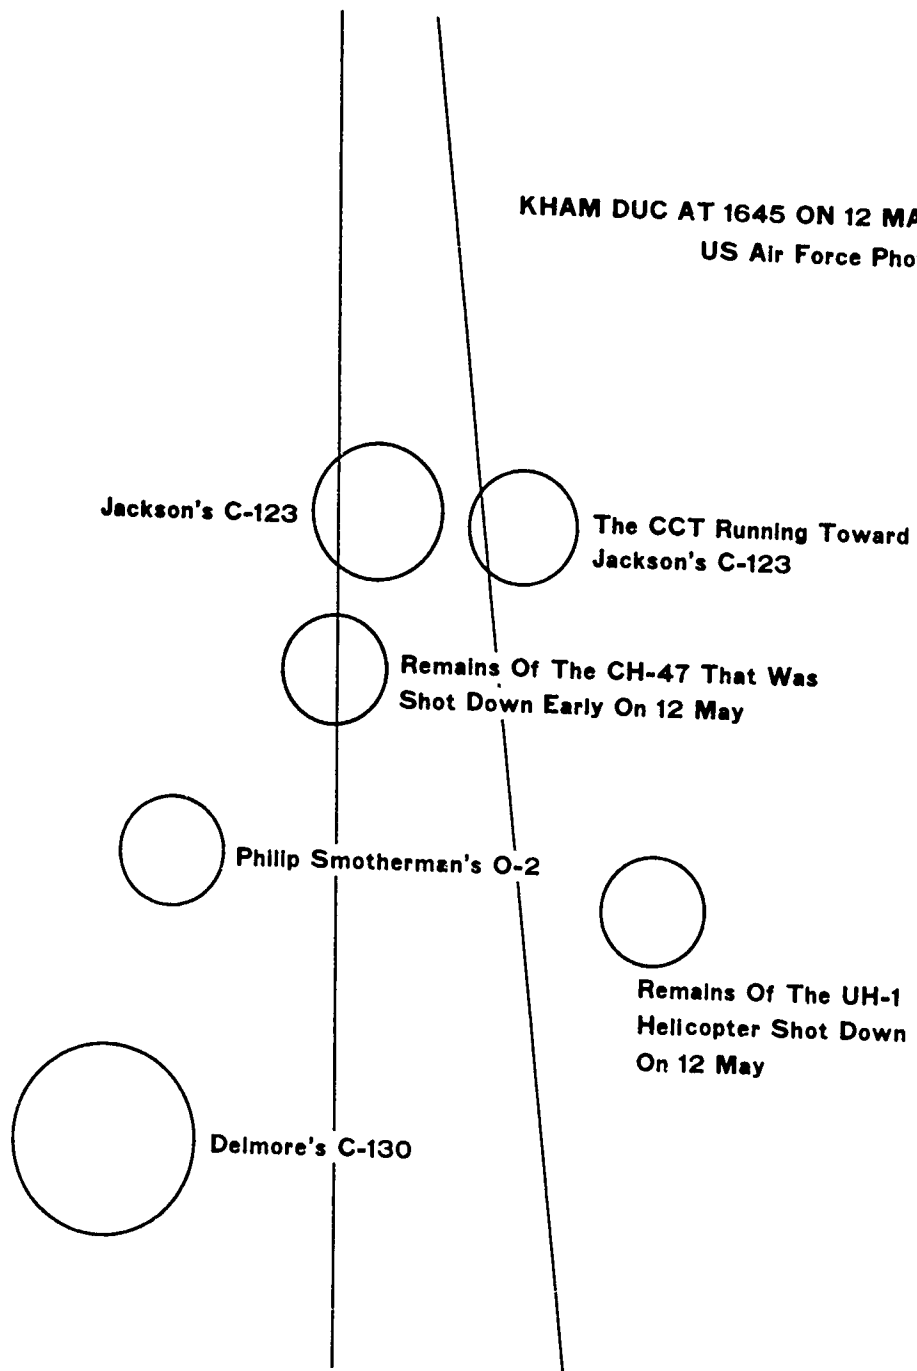 KHAM DUC AT 1645 ON 12
US Air Force
Jackson's C-123
The CCT Running Toward
Jackson's C-123
Remains Of The CH-47 That Was
Shot Down Early On 12 May
Philip Smotherman's O-2
Remains Of The UH-1
Helicopter Shot Down
On 12 May
Delmore's C-130